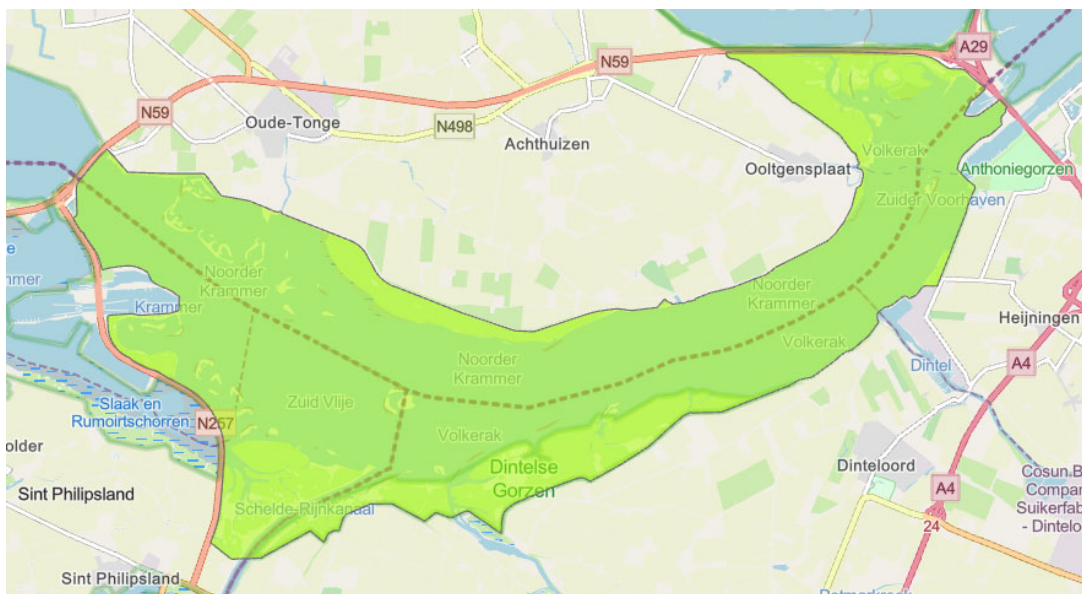 A29
N59
N59
Oude-Tonge
N498
Achthuizen
Volkerak
Ooltgensplaat
Anthoniegorzen
Zuider Voorhaven
Noorder
Krammer
Noorder
Krammer
Krammer
Heijningen
Volkerak
Noorder
Krammer
A4
Dintel
Slaak en
Rumoirtschorren
Zuid Vlije
N257
Volkerak
Dintelse
Gorzen
Dinteloord
Sint Philipsland
A4
Cosun B
Compan
Suikerfab
- Dintelo
Schelde-Rijnkanaal
24
Sint Philipsland